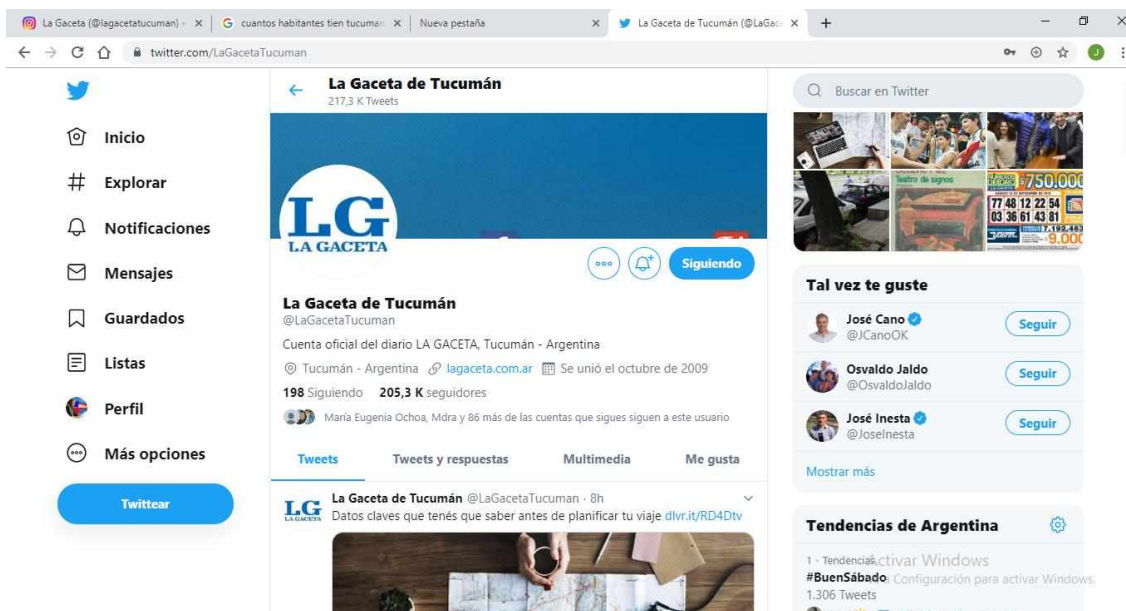 La Gaceta (@lagacetatucuman) •
cuantos habitantes tien tucuman
Nueva pestaña
La Gaceta de Tucumán (@LaGace
twitter.com/LaGacetaTucuman
J
La Gaceta de Tucumán
217,3 K Tweets
Buscar en Twitter
Inicio
Explorar
Notificaciones
Mensajes
Guardados
Listas
Perfil
Más opciones
Twittear
LG
LA GACETA
Siguiendo
La Gaceta de Tucumán
@LaGacetaTucuman
Cuenta oficial del diario LA GACETA, Tucumán - Argentina
Tucumán - Argentina lagaceta.com.ar Se unió el octubre de 2009
198 Siguiendo 205,3 K seguidores
María Eugenia Ochoa, Mdra y 86 más de las cuentas que sigues siguen a este usuario
Tweets Tweets y respuestas Multimedia Me gusta
LG
LA GACETA
La Gaceta de Tucumán @LaGacetaTucuman · 8h
Datos claves que tenés que saber antes de planificar tu viaje dlvr.it/RD4Dtv
Teatro de signos
$750.000
77 48 12 22 54
03 36 61 43 81
7.192.463
9.000
Tal vez te guste
José Cano
@JCanoOK
Seguir
Osvaldo Jaldo
@OsvaldoJaldo
Seguir
José Inesta
@JoseInesta
Seguir
Mostrar más
Tendencias de Argentina
1 · Tendencias
#BuenSábado
1.306 Tweets
Activar Windows
Configuración para activar Windows.